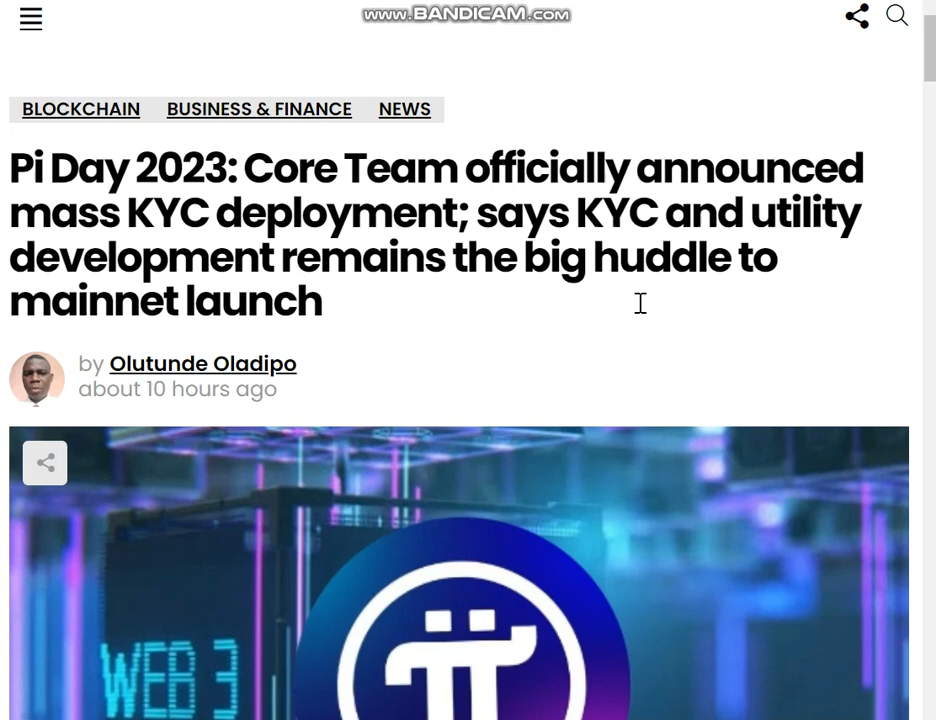 www.BANDICAM.com
BLOCKCHAIN BUSINESS & FINANCE NEWS
Pi Day 2023: Core Team officially announced
mass KYC deployment; says KYC and utility
development remains the big huddle to
mainnet launch
by Olutunde Oladipo
about 10 hours ago
WEB 3